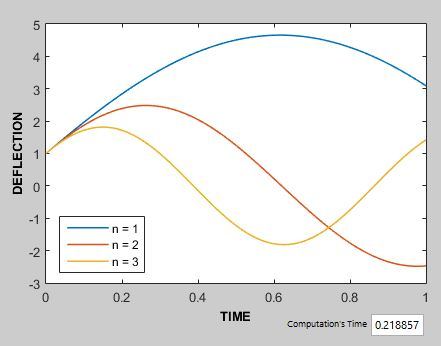 5
4
3
2
1
0
-1
-2
-3
DEFLECTION
n = 1
n = 2
n = 3
0 0.2 0.4 0.6 0.8 1
TIME
Computation's Time 0.218857